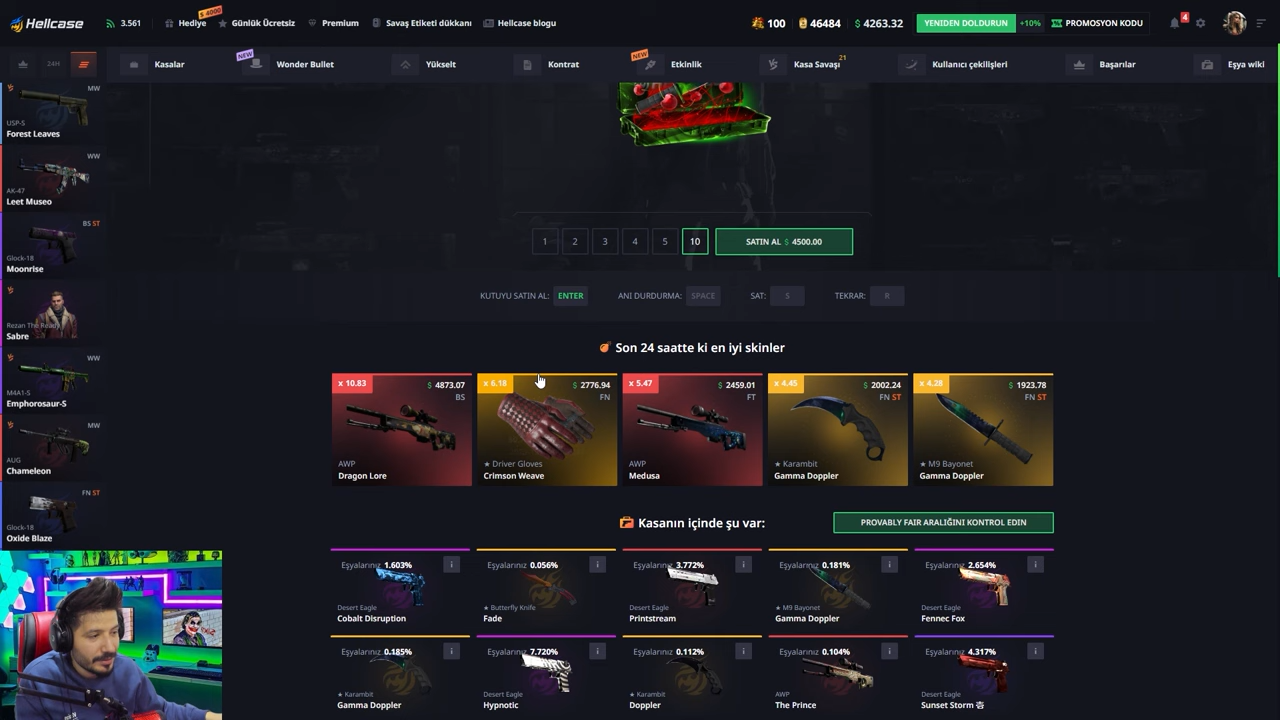 Hellcase
3.561
Hediye
$ 4000
Günlük Ücretsiz
Premium
Savaş Etiketi dükkanı
Hellcase blogu
100
46484
$ 4263.32
YENİDEN DOLDURUN
+10%
PROMOSYON KODU
4
24H
Kasalar
NEW
Wonder Bullet
Yükselt
Kontrat
NEW
Etkinlik
Kasa Savaşı
21
Kullanıcı çekilişleri
Başarılar
Eşya wiki
MW
USP-S
Forest Leaves
WW
AK-47
Leet Museo
BS ST
Glock-18
Moonrise
Rezan The Ready
Sabre
WW
M4A1-S
Emphorosaur-S
MW
AUG
Chameleon
FN ST
Glock-18
Oxide Blaze
1
2
3
4
5
10
SATIN AL $ 4500.00
KUTUYU SATIN AL: ENTER
ANI DURDURMA: SPACE
SAT: S
TEKRAR: R
Son 24 saatte ki en iyi skinler
x 10.83
$ 4873.07
BS
AWP
Dragon Lore
x 6.18
$ 2776.94
FN
★ Driver Gloves
Crimson Weave
x 5.47
$ 2459.01
FT
AWP
Medusa
x 4.45
$ 2002.24
FN ST
★ Karambit
Gamma Doppler
x 4.28
$ 1923.78
FN ST
★ M9 Bayonet
Gamma Doppler
Kasanın içinde şu var:
PROVABLY FAIR ARALIĞINI KONTROL EDIN
Eşyalarınız 1.603%
Desert Eagle
Cobalt Disruption
Eşyalarınız 0.056%
★ Butterfly Knife
Fade
Eşyalarınız 3.772%
Desert Eagle
Printstream
Eşyalarınız 0.181%
★ M9 Bayonet
Gamma Doppler
Eşyalarınız 2.654%
Desert Eagle
Fennec Fox
Eşyalarınız 0.185%
★ Karambit
Gamma Doppler
Eşyalarınız 7.720%
Desert Eagle
Hypnotic
Eşyalarınız 0.112%
★ Karambit
Doppler
Eşyalarınız 0.104%
AWP
The Prince
Eşyalarınız 4.317%
Desert Eagle
Sunset Storm 壱